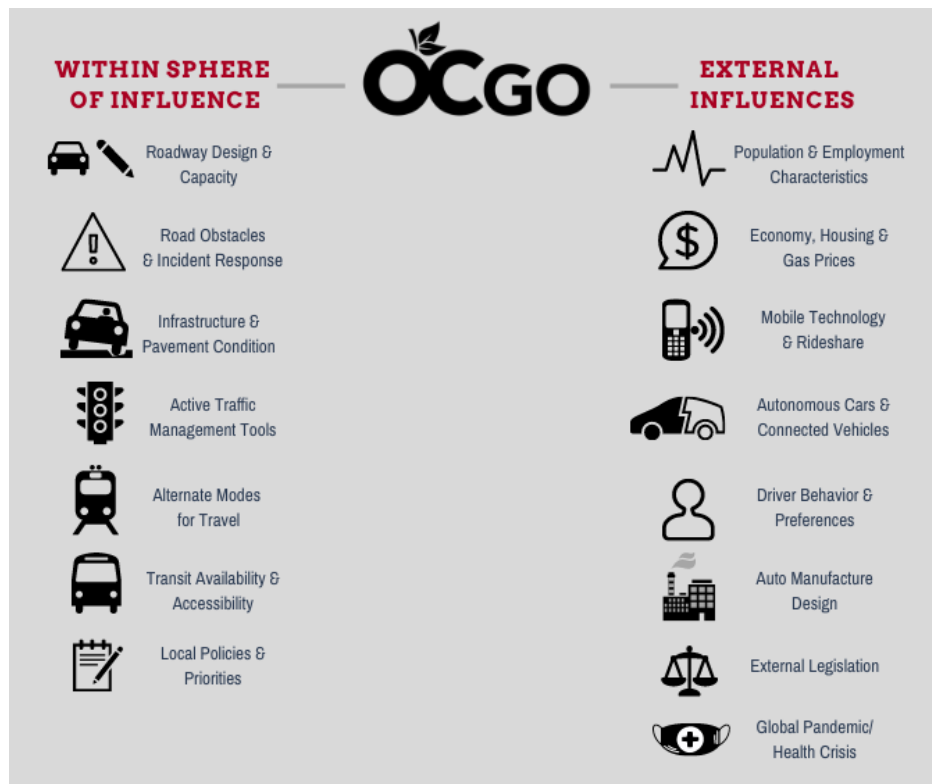 OCGO
WITHIN SPHERE
OF INFLUENCE
Roadway Design &
Capacity
Road Obstacles
& Incident Response
Infrastructure &
Pavement Condition
Active Traffic
Management Tools
Alternate Modes
for Travel
Transit Availability &
Accessibility
Local Policies &
Priorities
EXTERNAL
INFLUENCES
Population & Employment
Characteristics
$
Economy, Housing &
Gas Prices
Mobile Technology
& Rideshare
Autonomous Cars &
Connected Vehicles
Driver Behavior &
Preferences
Auto Manufacture
Design
External Legislation
Global Pandemic/
Health Crisis